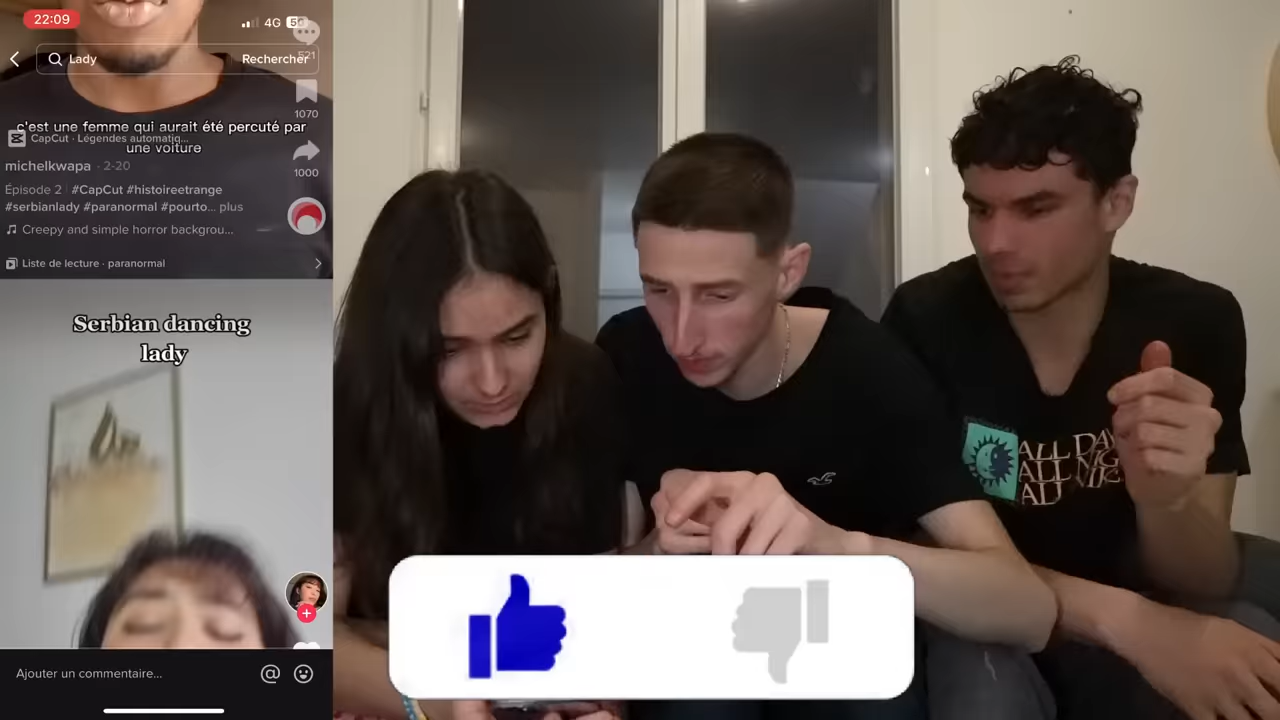 22:09
4G
521
Lady
Rechercher
1070
c'est une femme qui aurait été percuté par
une voiture
CapCut · Légendes automatiq...
michelkwapa · 2-20
1000
Épisode 2 | #CapCut #histoireetrange
#serbianlady #paranormal #pourto... plus
Creepy and simple horror backgrou...
Liste de lecture · paranormal
Serbian dancing
lady
Ajouter un commentaire...
@
ALL DAY
ALL